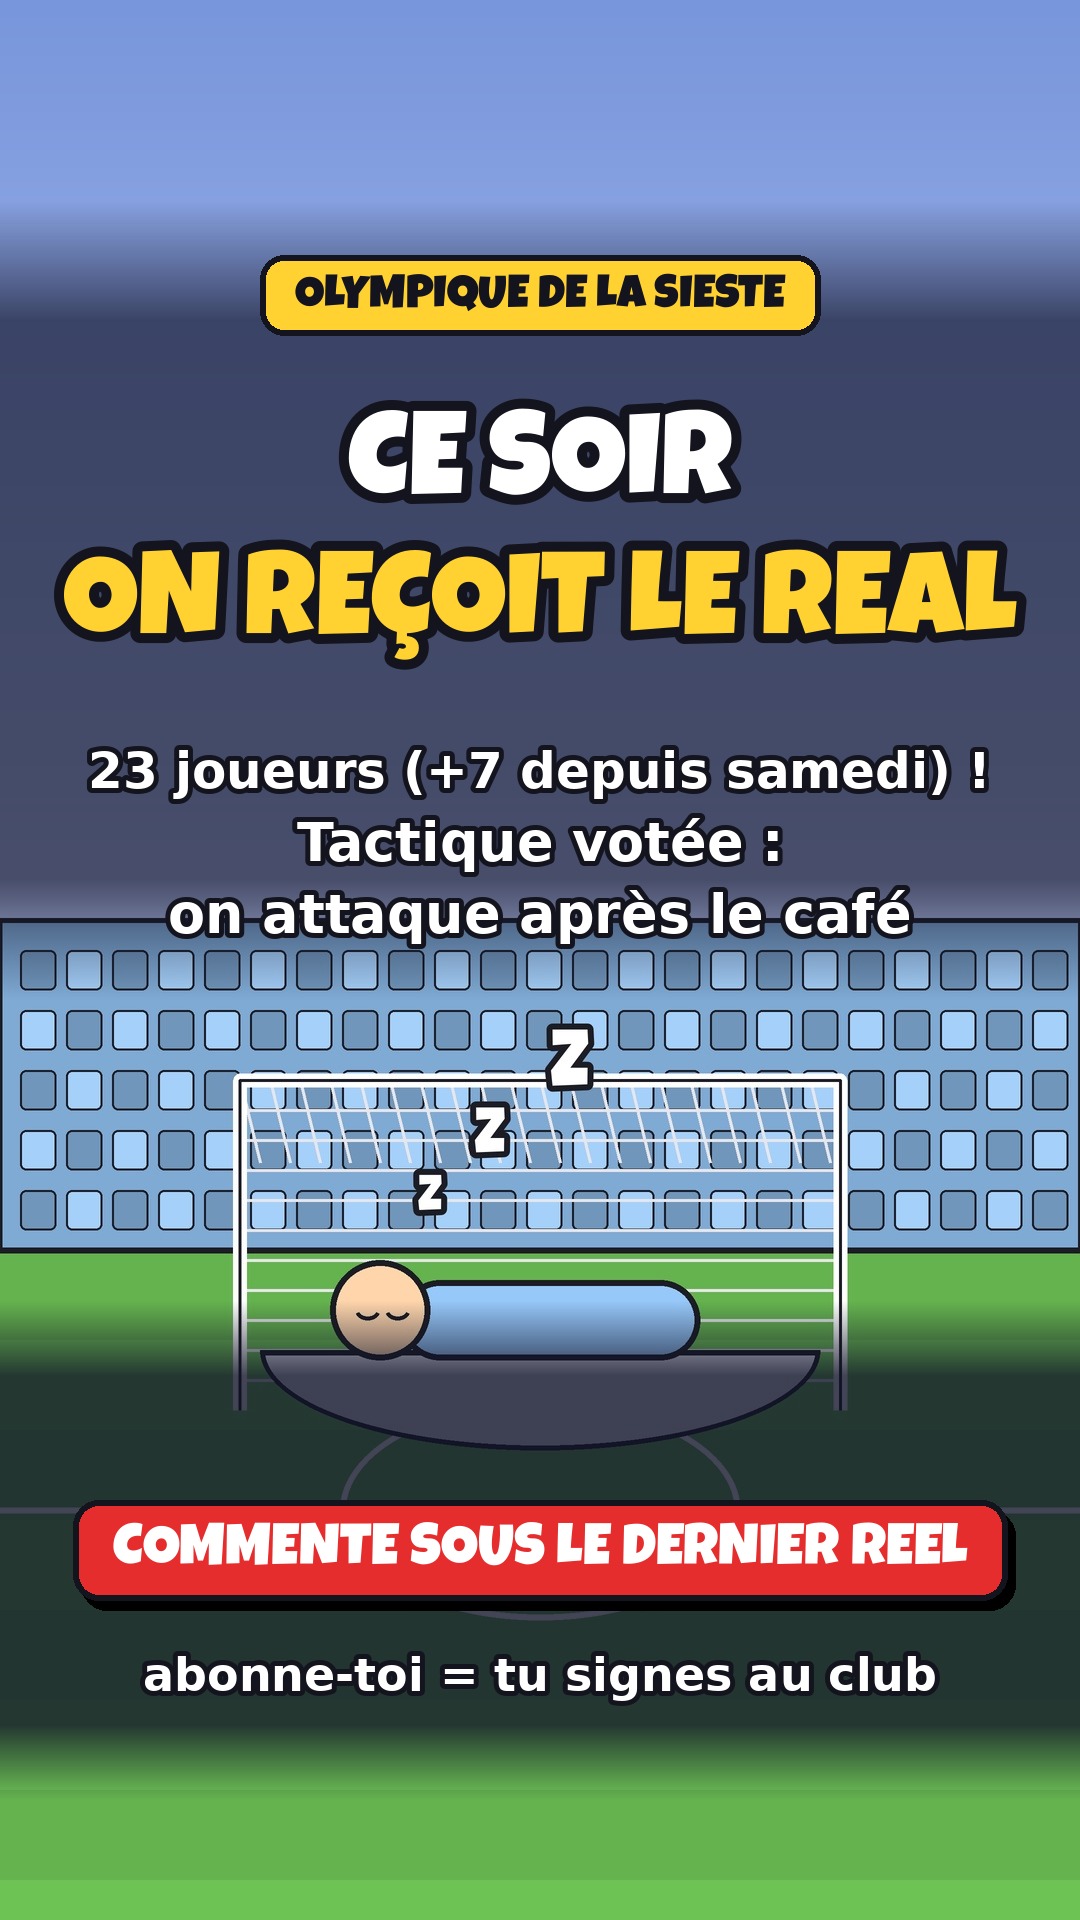 OLYMPIQUE DE LA SIESTE
CE SOIR
ON REÇOIT LE REAL
23 joueurs (+7 depuis samedi) !
Tactique votée :
on attaque après le café
Z
Z
Z
COMMENTE SOUS LE DERNIER REEL
abonne-toi = tu signes au club